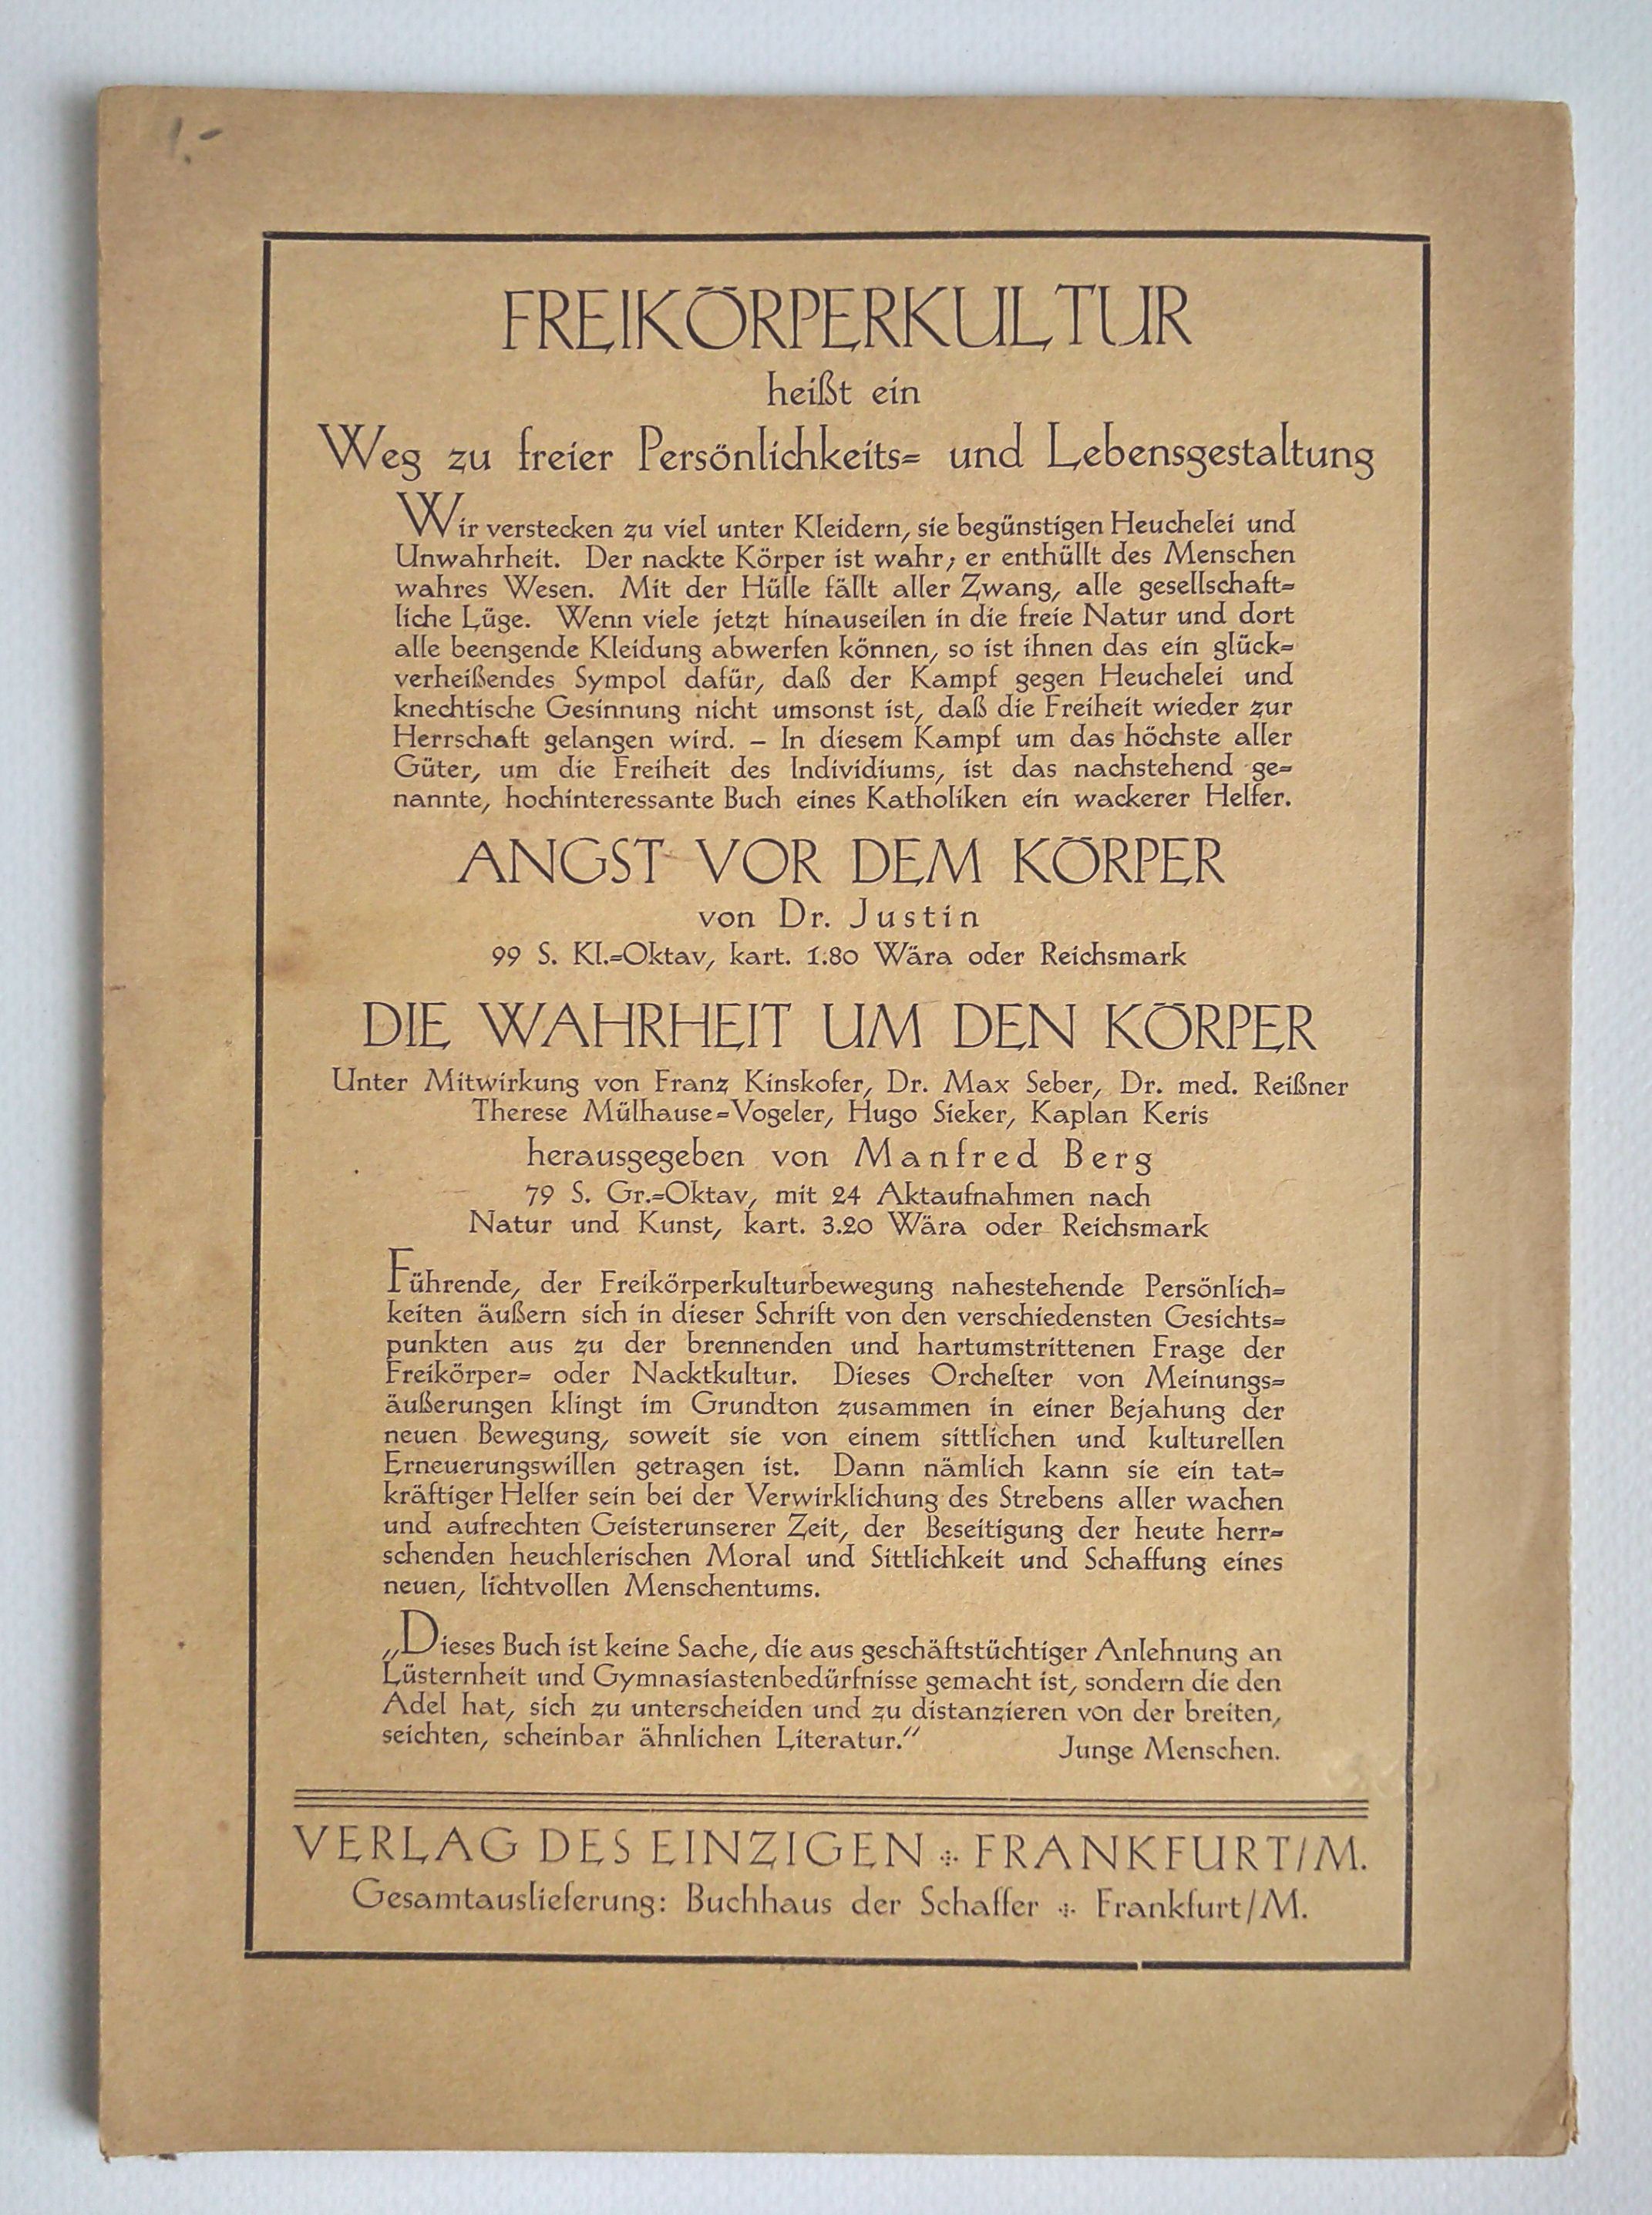 1.-
FREIKÖRPERKULTUR
heißt ein
Weg zu freier Persönlichkeits= und Lebensgestaltung
Wir verstecken zu viel unter Kleidern, sie begünstigen Heuchelei und
Unwahrheit. Der nackte Körper ist wahr; er enthüllt des Menschen
wahres Wesen. Mit der Hülle fällt aller Zwang, alle gesellschaft=
liche Lüge. Wenn viele jetzt hinauseilen in die freie Natur und dort
alle beengende Kleidung abwerfen können, so ist ihnen das ein glück=
verheißendes Sympol dafür, daß der Kampf gegen Heuchelei und
knechtische Gesinnung nicht umsonst ist, daß die Freiheit wieder zur
Herrschaft gelangen wird. – In diesem Kampf um das höchste aller
Güter, um die Freiheit des Individiums, ist das nachstehend ge=
nannte, hochinteressante Buch eines Katholiken ein wackerer Helfer.
ANGST VOR DEM KÖRPER
von Dr. Justin
99 S. Kl.=Oktav, kart. 1.80 Wära oder Reichsmark
DIE WAHRHEIT UM DEN KÖRPER
Unter Mitwirkung von Franz Kinskofer, Dr. Max Seber, Dr. med. Reißner
Therese Mülhause=Vogeler, Hugo Sieker, Kaplan Keris
herausgegeben von Manfred Berg
79 S. Gr.=Oktav, mit 24 Aktaufnahmen nach
Natur und Kunst, kart. 3.20 Wära oder Reichsmark
Führende, der Freikörperkulturbewegung nahestehende Persönlich=
keiten äußern sich in dieser Schrift von den verschiedensten Gesichts=
punkten aus zu der brennenden und hartumstrittenen Frage der
Freikörper= oder Nacktkultur. Dieses Orcheſter von Meinungs=
äußerungen klingt im Grundton zusammen in einer Bejahung der
neuen Bewegung, soweit sie von einem sittlichen und kulturellen
Erneuerungswillen getragen ist. Dann nämlich kann sie ein tat=
kräftiger Helfer sein bei der Verwirklichung des Strebens aller wachen
und aufrechten Geisterunserer Zeit, der Beseitigung der heute herr=
schenden heuchlerischen Moral und Sittlichkeit und Schaffung eines
neuen, lichtvollen Menschentums.
„Dieses Buch ist keine Sache, die aus geschäftstüchtiger Anlehnung an
Lüsternheit und Gymnasiastenbedürfnisse gemacht ist, sondern die den
Adel hat, sich zu unterscheiden und zu distanzieren von der breiten,
seichten, scheinbar ähnlichen Literatur.“ Junge Menschen.
VERLAG DES EINZIGEN ⁜ FRANKFURT/M.
Gesamtauslieferung: Buchhaus der Schaffer ⁜ Frankfurt/M.